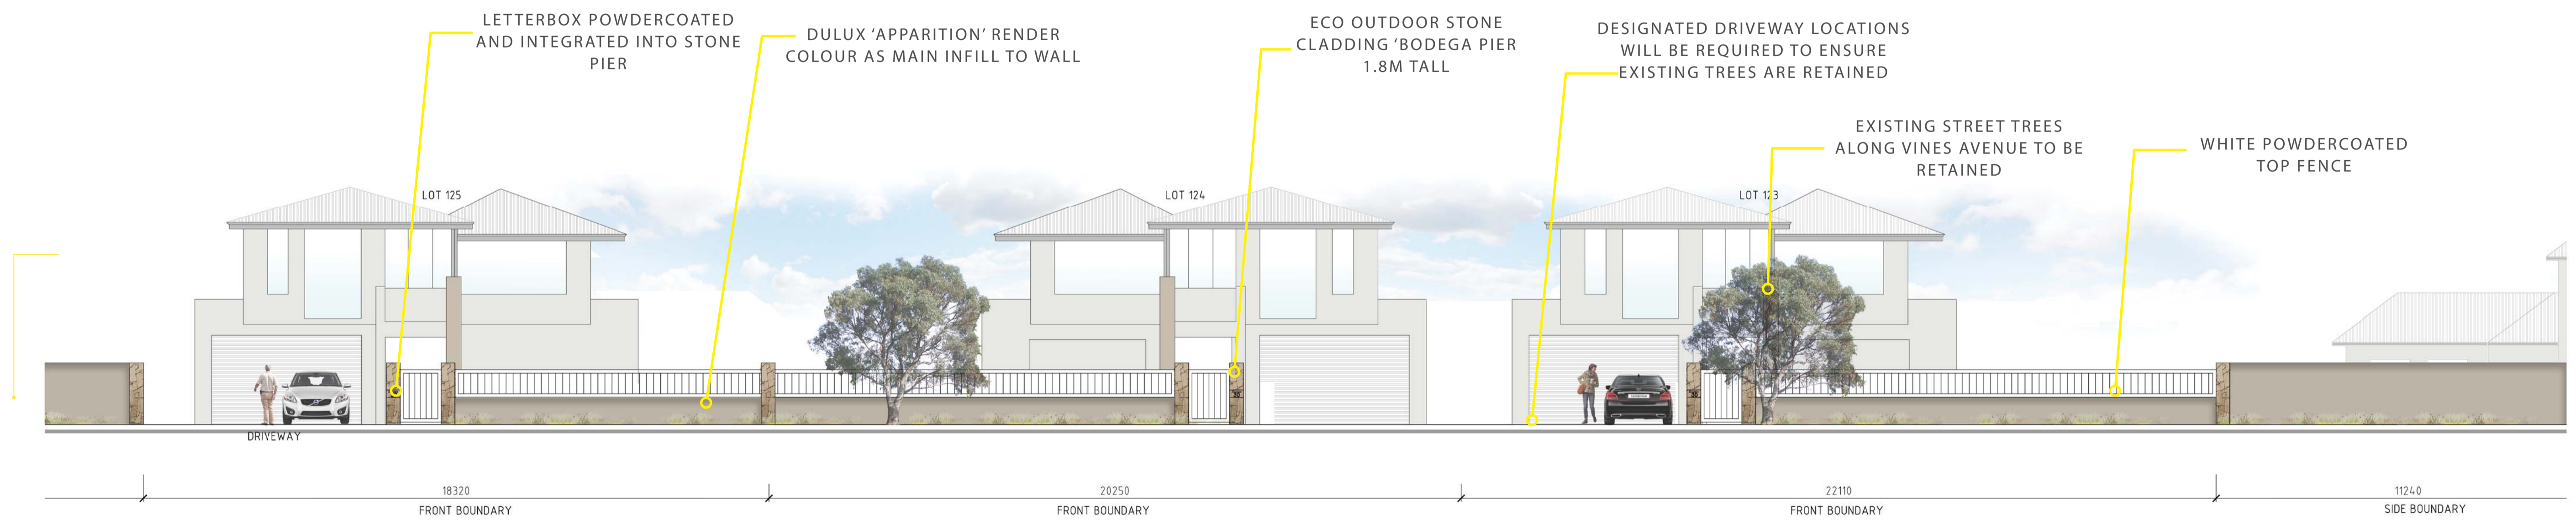 LETTERBOX POWDERCOATED
AND INTEGRATED INTO STONE
PIER
DULUX ‘APPARITION’ RENDER
COLOUR AS MAIN INFILL TO WALL
ECO OUTDOOR STONE
CLADDING ‘BODEGA PIER
1.8M TALL
DESIGNATED DRIVEWAY LOCATIONS
WILL BE REQUIRED TO ENSURE
EXISTING TREES ARE RETAINED
EXISTING STREET TREES
ALONG VINES AVENUE TO BE
RETAINED
WHITE POWDERCOATED
TOP FENCE
LOT 125
LOT 124
LOT 123
DRIVEWAY
18320
FRONT BOUNDARY
20250
FRONT BOUNDARY
22110
FRONT BOUNDARY
11240
SIDE BOUNDARY